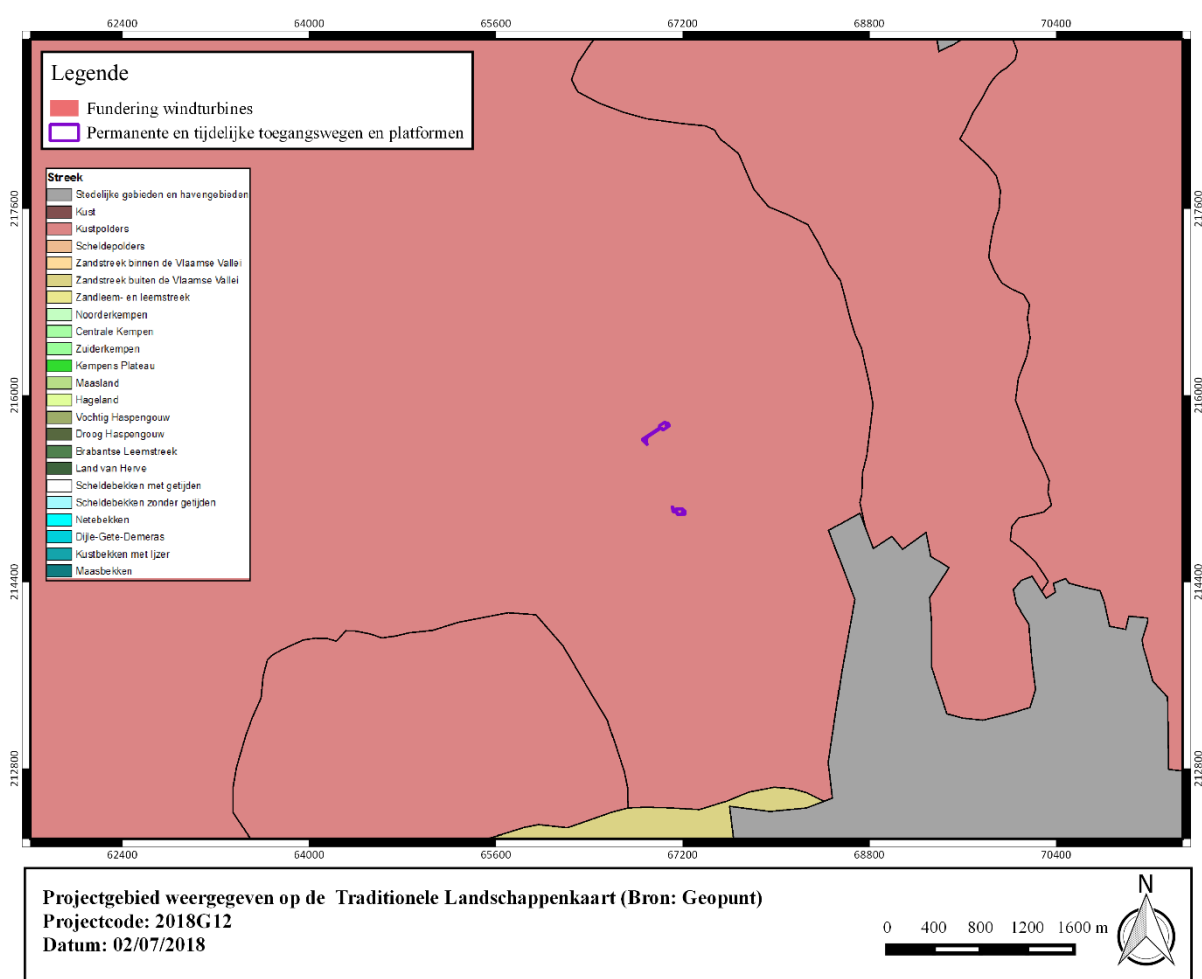 62400 64000 65600 67200 68800 70400
Legende
Fundering windturbines
Permanente en tijdelijke toegangswegen en platformen
Streek
Stedelijke gebieden en havengebieden
Kust
Kustpolders
Scheldepolders
Zandstreek binnen de Vlaamse Vallei
Zandstreek buiten de Vlaamse Vallei
Zandleem- en leemstreek
Noorderkempen
Centrale Kempen
Zuiderkempen
Kempens Plateau
Maasland
Hageland
Vochtig Haspengouw
Droog Haspengouw
Brabantse Leemstreek
Land van Herve
Scheldebekken met getijden
Scheldebekken zonder getijden
Netebekken
Dijle-Gete-Demeras
Kustbekken met Ijzer
Maasbekken
217600 217600
216000 216000
214400 214400
212800 212800
62400 64000 65600 67200 68800 70400
Projectgebied weergegeven op de Traditionele Landschappenkaart (Bron: Geopunt)
Projectcode: 2018G12
Datum: 02/07/2018
0 400 800 1200 1600 m
N